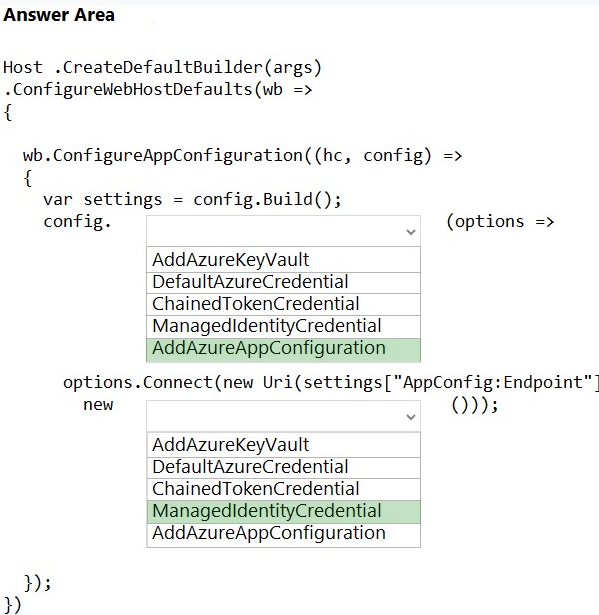 Answer Area
Host .CreateDefaultBuilder(args)
.ConfigureWebHostDefaults(wb =>
{
wb.ConfigureAppConfiguration((hc, config) =>
{
var settings = config.Build();
config. (options =>
AddAzureKeyVault
DefaultAzureCredential
ChainedTokenCredential
ManagedIdentityCredential
AddAzureAppConfiguration
options.Connect(new Uri(settings["AppConfig:Endpoint"]
new ()));
AddAzureKeyVault
DefaultAzureCredential
ChainedTokenCredential
ManagedIdentityCredential
AddAzureAppConfiguration
});
})